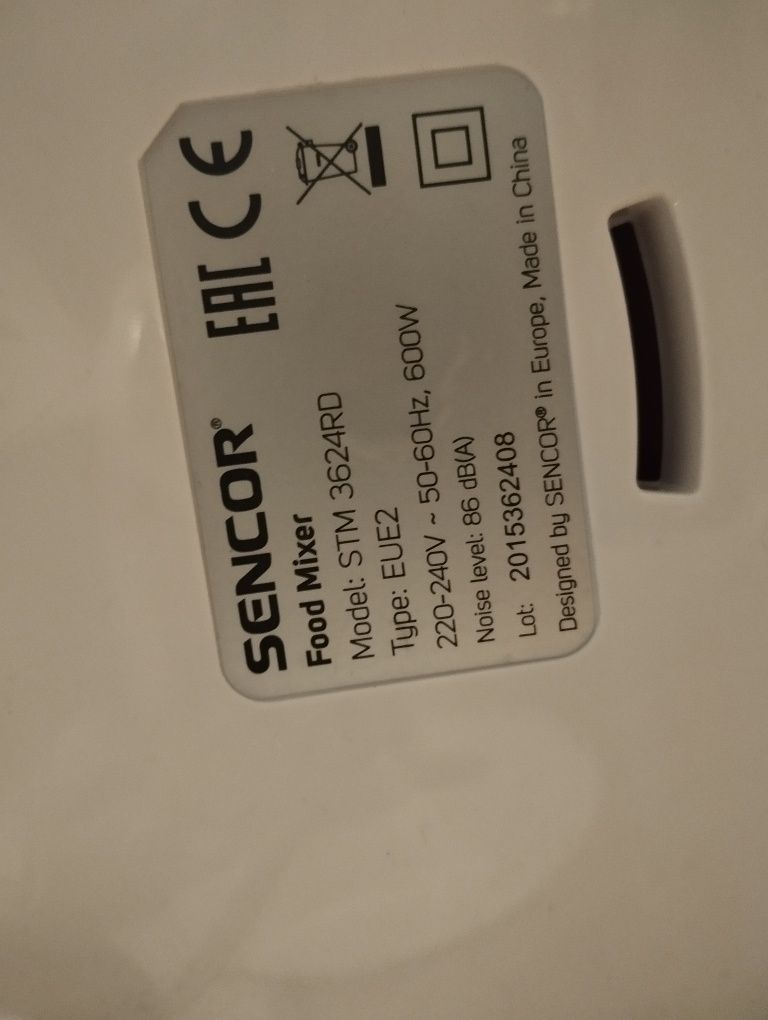 SENCOR®
EAC CE
Food Mixer
Model: STM 3624RD
Type: EUE2
220-240V ~ 50-60Hz, 600W
Noise level: 86 dB(A)
Lot: 2015362408
Designed by SENCOR® in Europe, Made in China